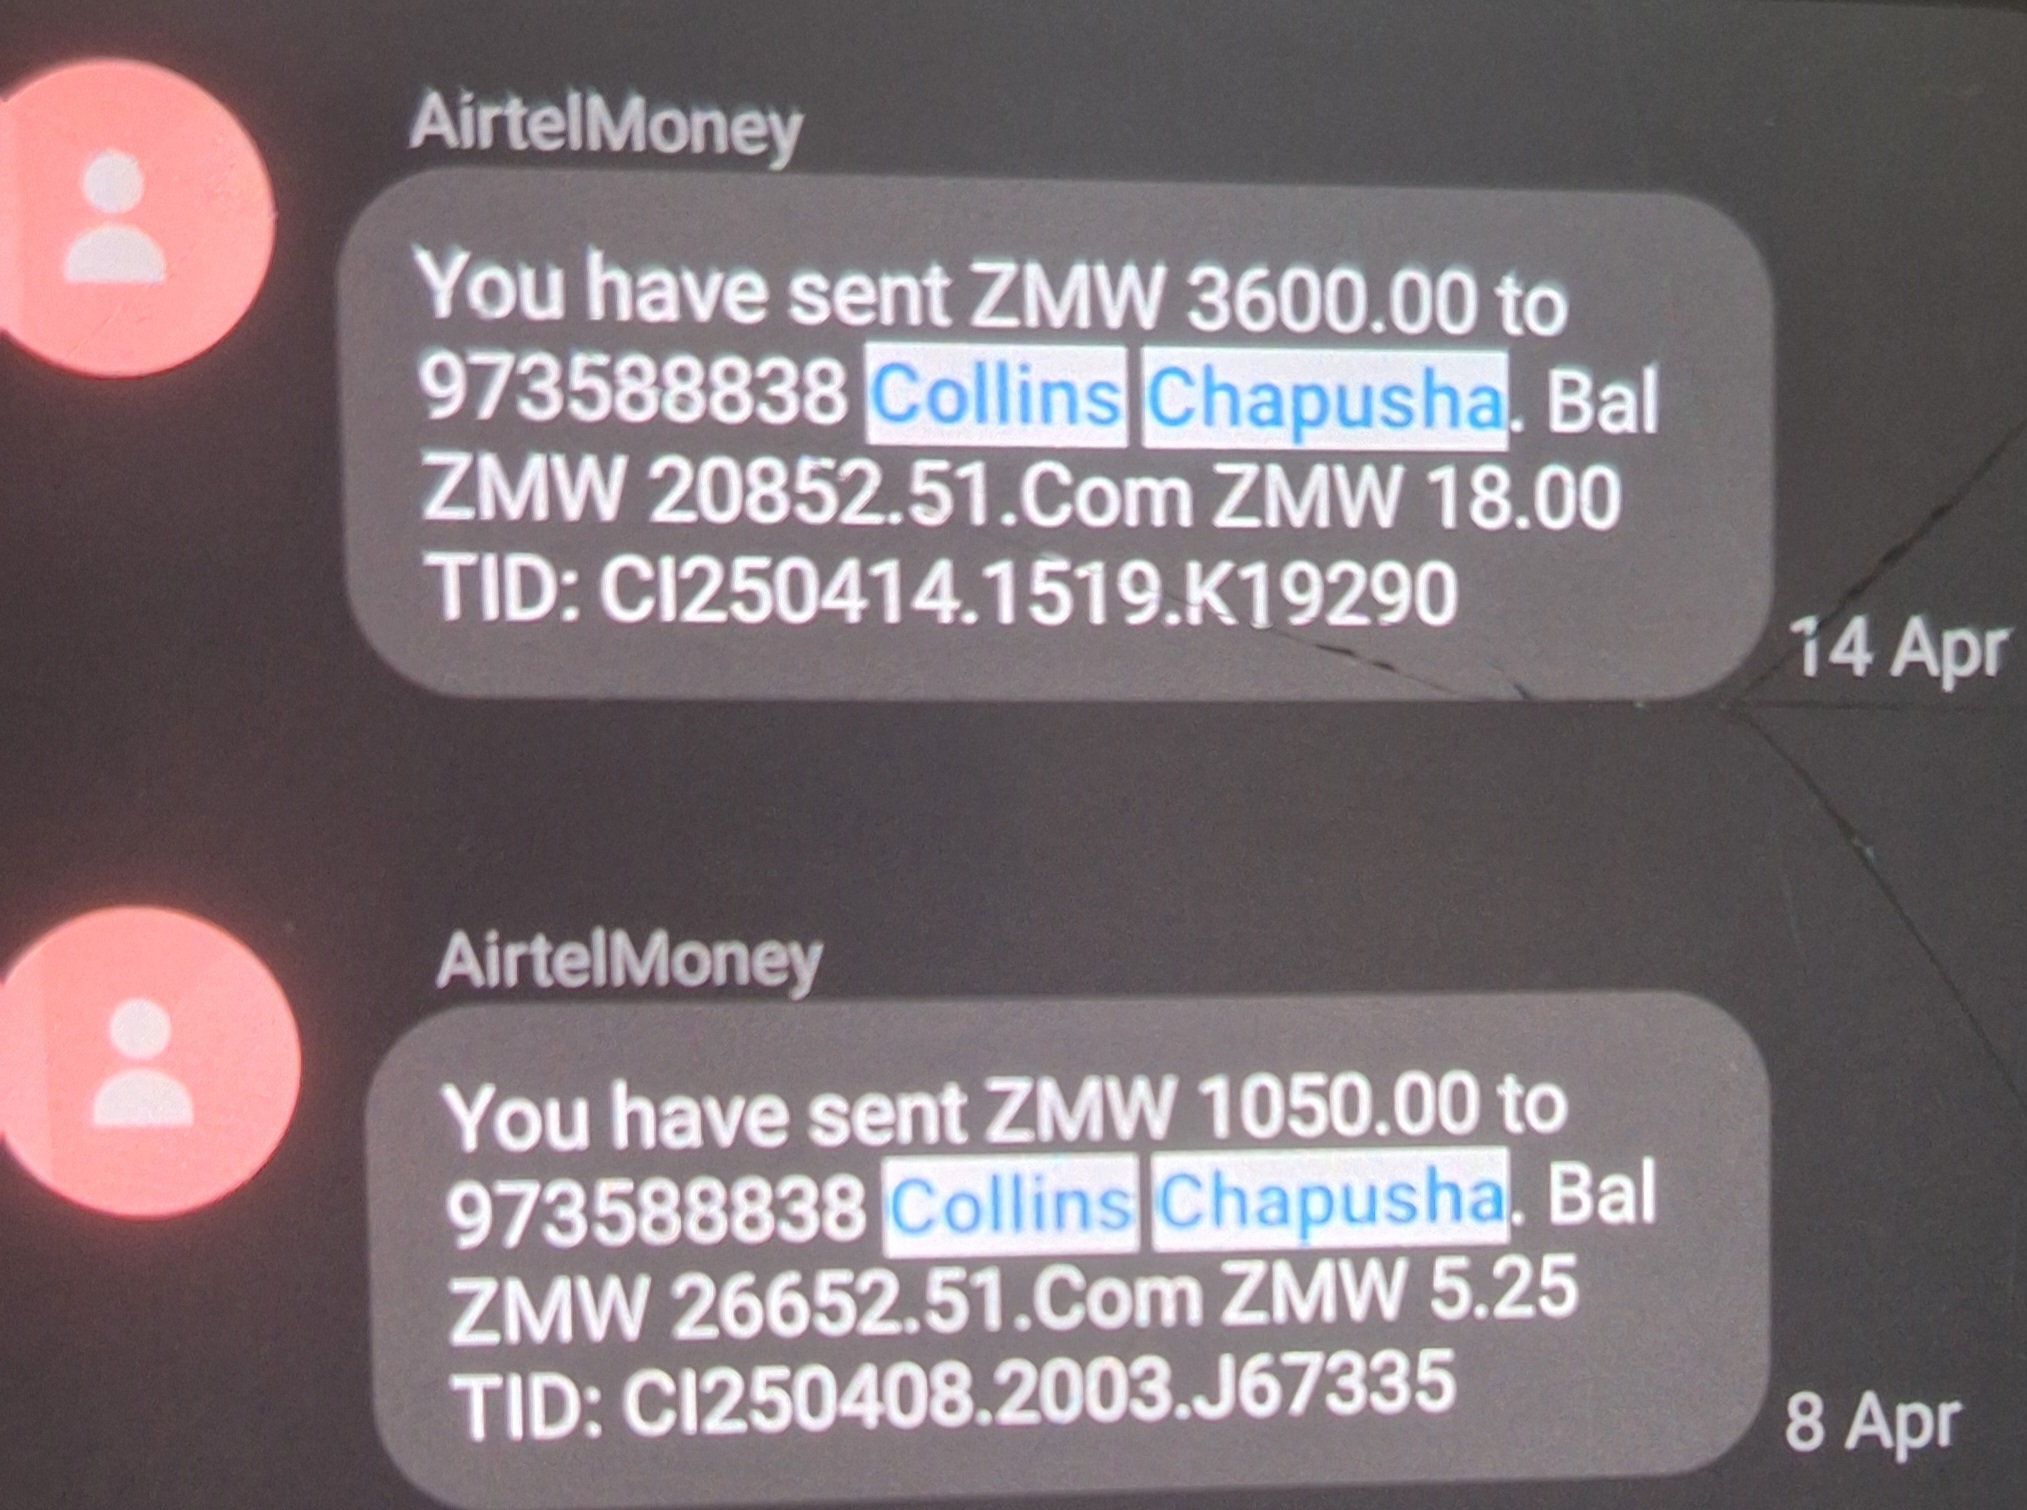 AirtelMoney
You have sent ZMW 3600.00 to
973588838 Collins Chapusha. Bal
ZMW 20852.51.Com ZMW 18.00
TID: CI250414.1519.K19290
14 Apr
AirtelMoney
You have sent ZMW 1050.00 to
973588838 Collins Chapusha. Bal
ZMW 26652.51.Com ZMW 5.25
TID: CI250408.2003.J67335
8 Apr